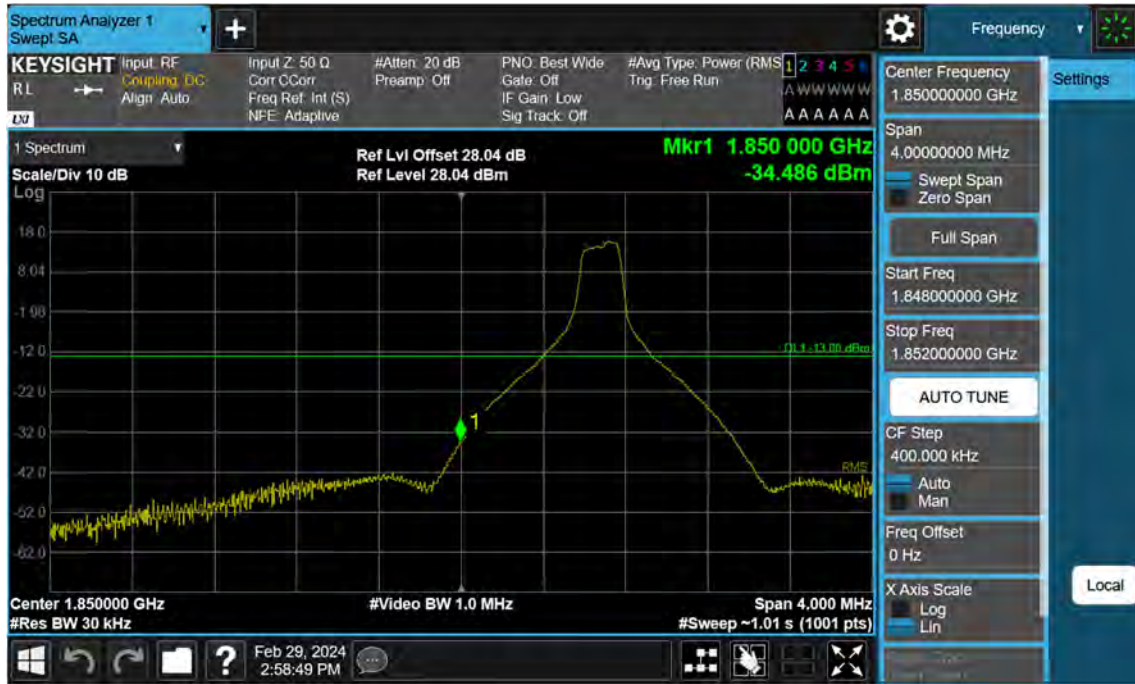 Spectrum Analyzer 1
Swept SA
+
Frequency
KEYSIGHT
RL
LXI
Input: RF
Coupling: DC
Align: Auto
Input Z: 50 Ω
Corr CCorr
Freq Ref: Int (S)
NFE: Adaptive
#Atten: 20 dB
Preamp: Off
PNO: Best Wide
Gate: Off
IF Gain: Low
Sig Track: Off
#Avg Type: Power (RMS
Trig: Free Run
1 2 3 4 5 6
A W W W W W
A A A A A A
1 Spectrum
Scale/Div 10 dB
Log
Ref Lvl Offset 28.04 dB
Ref Level 28.04 dBm
Mkr1 1.850 000 GHz
-34.486 dBm
18.0
8.04
-1.96
-12.0
-22.0
-32.0
-42.0
-52.0
-62.0
DL1 -13.00 dBm
1
RMS
Center 1.850000 GHz
#Res BW 30 kHz
#Video BW 1.0 MHz
Span 4.000 MHz
#Sweep ~1.01 s (1001 pts)
Center Frequency
1.850000000 GHz
Settings
Span
4.00000000 MHz
Swept Span
Zero Span
Full Span
Start Freq
1.848000000 GHz
Stop Freq
1.852000000 GHz
AUTO TUNE
CF Step
400.000 kHz
Auto
Man
Freq Offset
0 Hz
X Axis Scale
Log
Lin
Local
?
Feb 29, 2024
2:58:49 PM